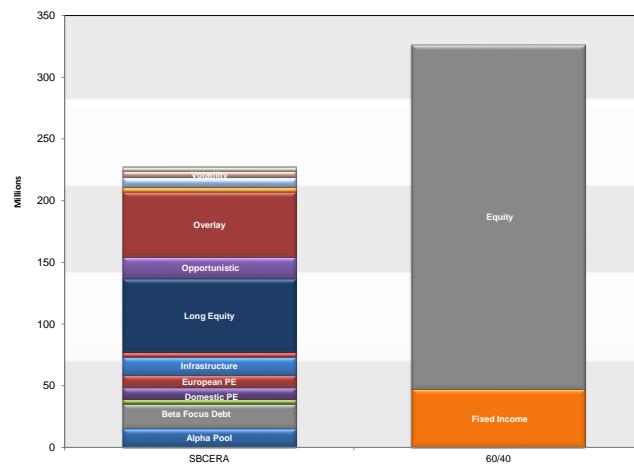 350
300
250
200
150
100
50
0
Millions
Volatility
Overlay
Opportunistic
Long Equity
Infrastructure
European PE
Domestic PE
Beta Focus Debt
Alpha Pool
Equity
Fixed Income
SBCERA
60/40